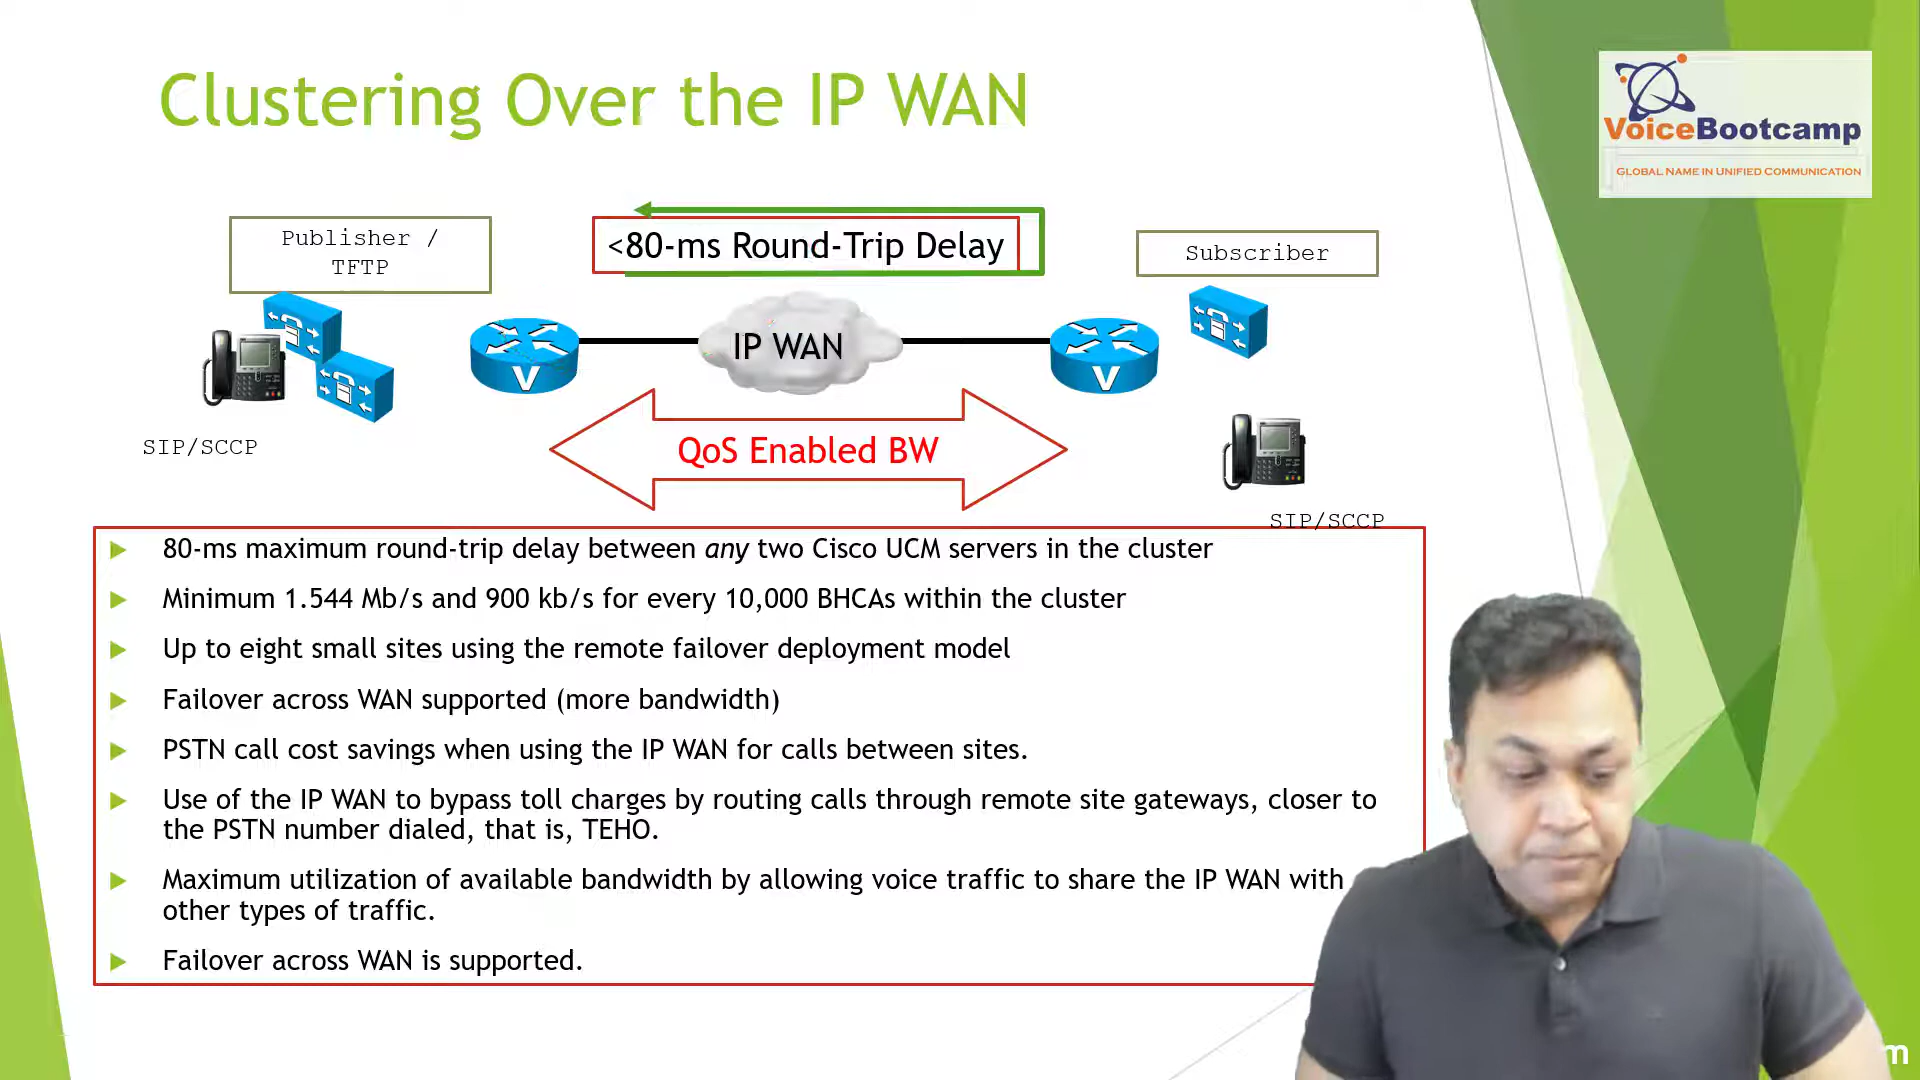 Clustering Over the IP WAN
VoiceBootcamp
GLOBAL NAME IN UNIFIED COMMUNICATION
Publisher /
TFTP
<80-ms Round-Trip Delay
Subscriber
IP WAN
V
V
SIP/SCCP
QoS Enabled BW
SIP/SCCP
80-ms maximum round-trip delay between any two Cisco UCM servers in the cluster
Minimum 1.544 Mb/s and 900 kb/s for every 10,000 BHCAs within the cluster
Up to eight small sites using the remote failover deployment model
Failover across WAN supported (more bandwidth)
PSTN call cost savings when using the IP WAN for calls between sites.
Use of the IP WAN to bypass toll charges by routing calls through remote site gateways, closer to
the PSTN number dialed, that is, TEHO.
Maximum utilization of available bandwidth by allowing voice traffic to share the IP WAN with
other types of traffic.
Failover across WAN is supported.